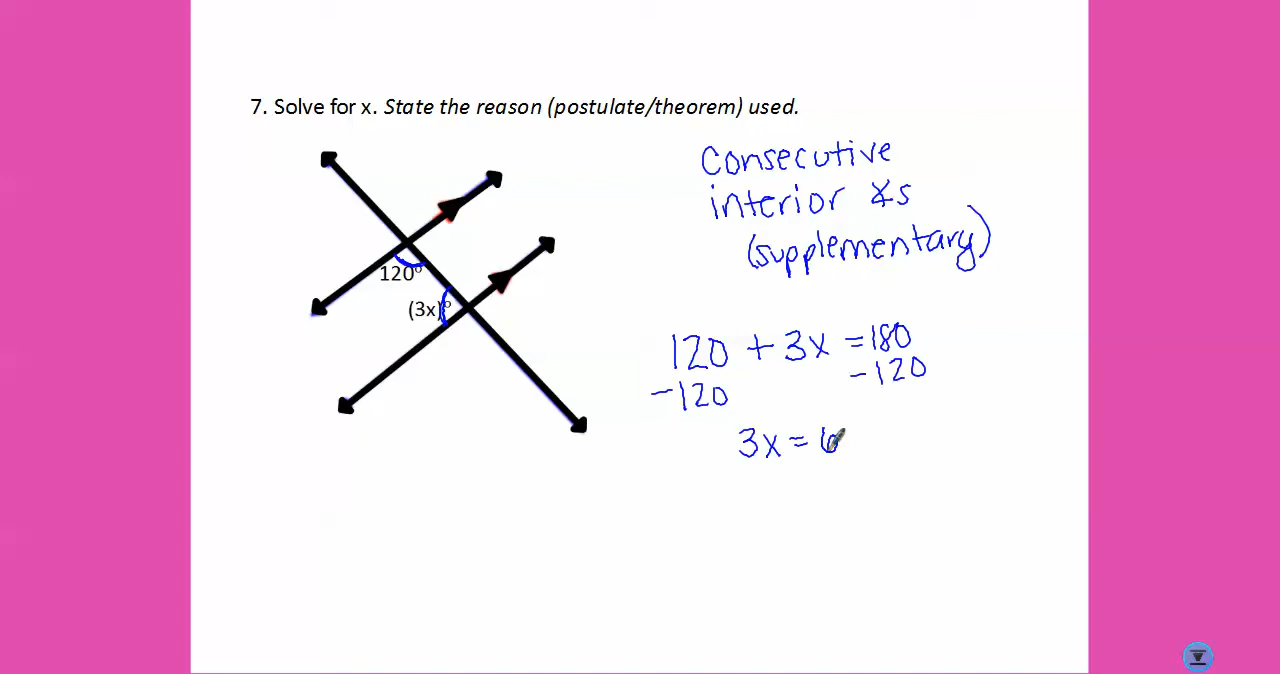 7. Solve for x. State the reason (postulate/theorem) used.
Consecutive
interior ∡s
(supplementary)
120°
(3x)°
120 + 3x = 180
-120 -120
3x = 6